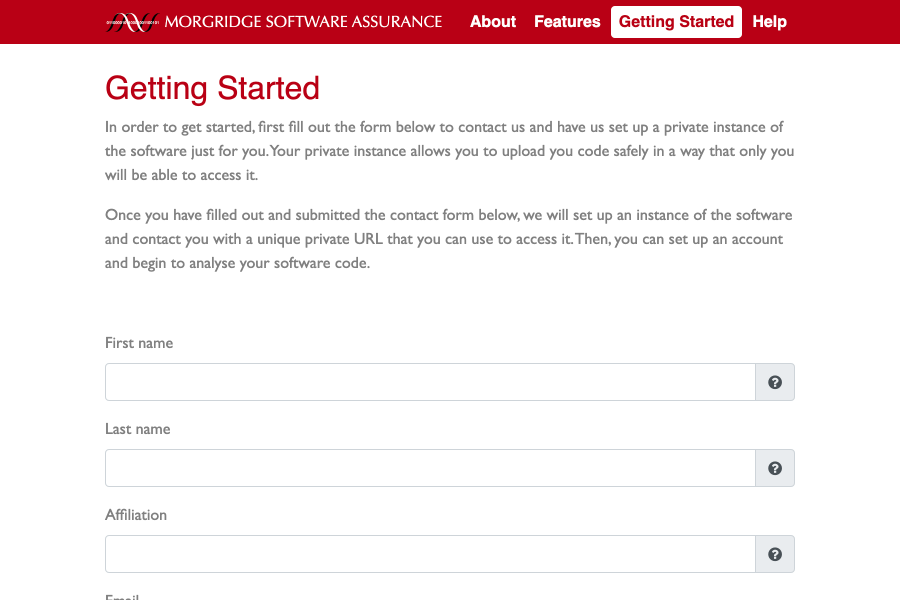 MORGRIDGE SOFTWARE ASSURANCE About Features Getting Started Help
Getting Started
In order to get started, first fill out the form below to contact us and have us set up a private instance of
the software just for you. Your private instance allows you to upload you code safely in a way that only you
will be able to access it.
Once you have filled out and submitted the contact form below, we will set up an instance of the software
and contact you with a unique private URL that you can use to access it. Then, you can set up an account
and begin to analyse your software code.
First name
Last name
Affiliation
Email